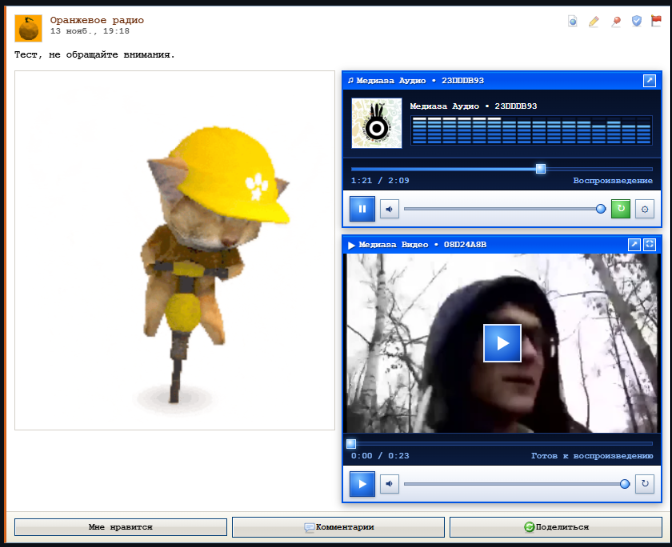 Оранжевое радио
13 нояб., 19:18
Тест, не обращайте внимания.
Медиаза Аудио • 23DDDB93
Медиаза Аудио • 23DDDB93
1:21 / 2:09 Воспроизведение
Медиаза Видео • 08D24A8B
0:00 / 0:23 Готов к воспроизведению
Мне нравится Комментарии Поделиться